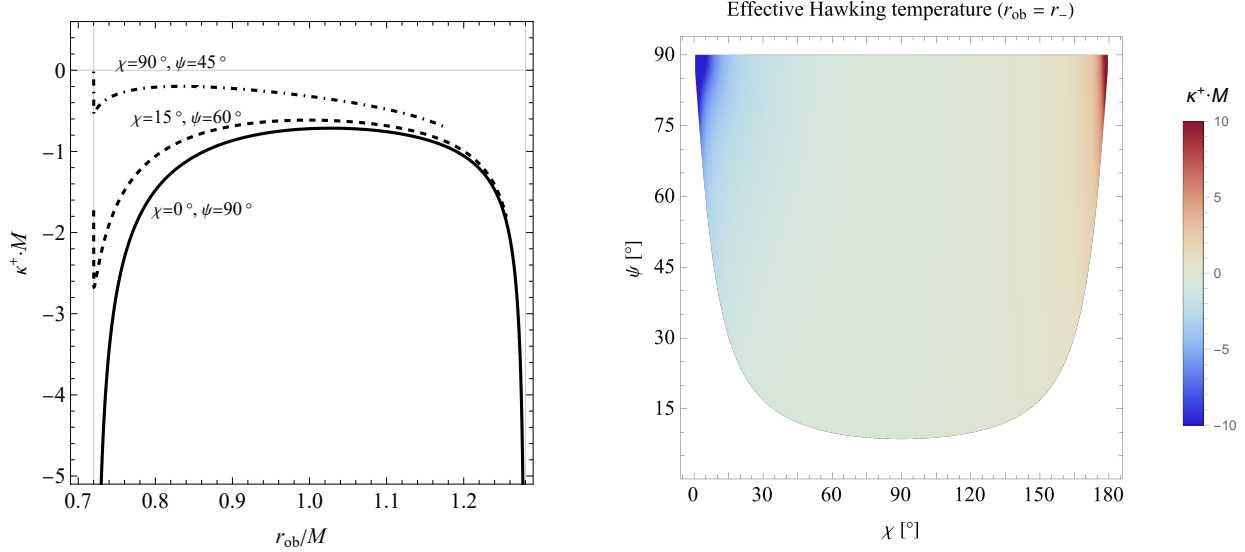 0
−1
−2
−3
−4
−5
κ⁺·M
χ=90°, ψ=45°
χ=15°, ψ=60°
χ=0°, ψ=90°
0.7 0.8 0.9 1.0 1.1 1.2
r_ob/M
Effective Hawking temperature (r_ob = r_−)
90
75
60
45
30
15
ψ [°]
0 30 60 90 120 150 180
χ [°]
κ⁺·M
10
5
0
−5
−10